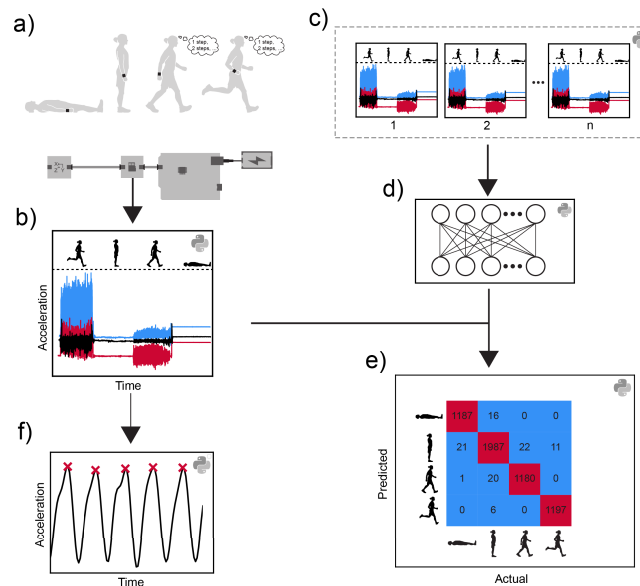 a)
1 step,
2 steps, ...
1 step,
2 steps, ...
b)
Acceleration
Time
c)
1
2
n
d)
e)
Predicted
1187 16 0 0
21 1987 22 11
1 20 1180 0
0 6 0 1197
Actual
f)
Acceleration
Time